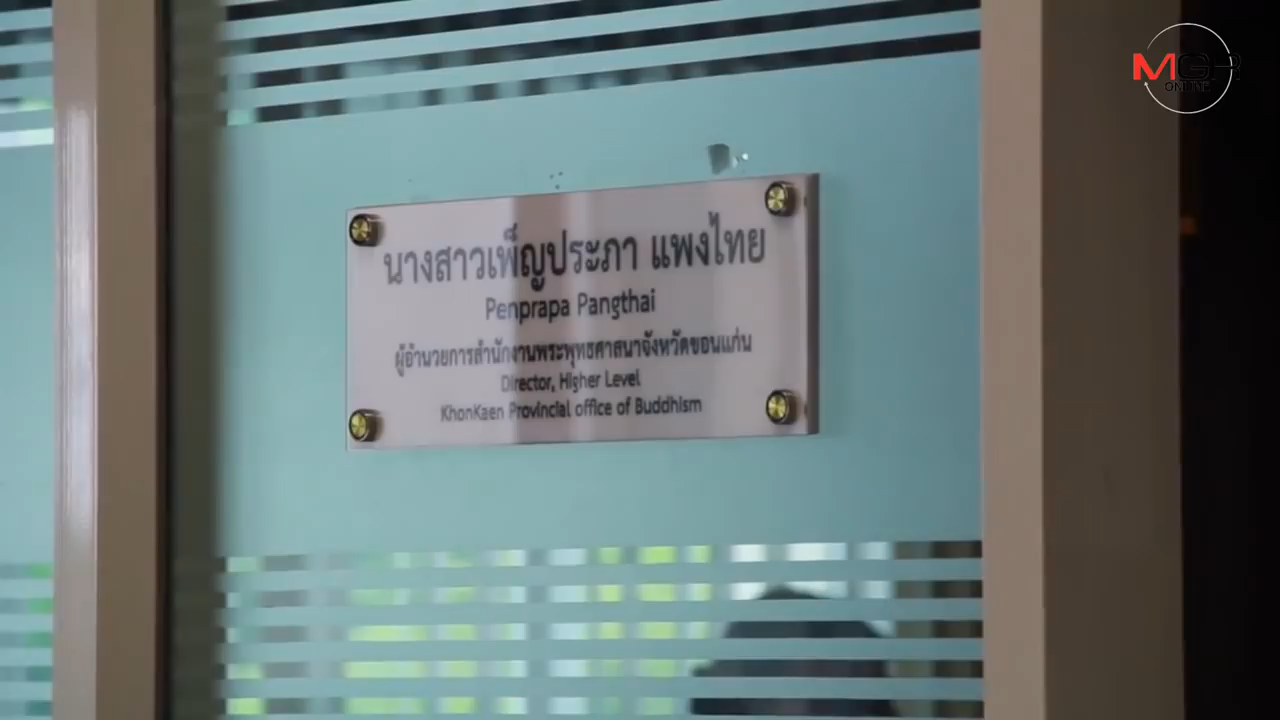 MGR
ONLINE
นางสาวเพ็ญประภา แพงไทย
Penprapa Pangthai
ผู้อำนวยการสำนักงานพระพุทธศาสนาจังหวัดขอนแก่น
Director, Higher Level
KhonKaen Provincial office of Buddhism